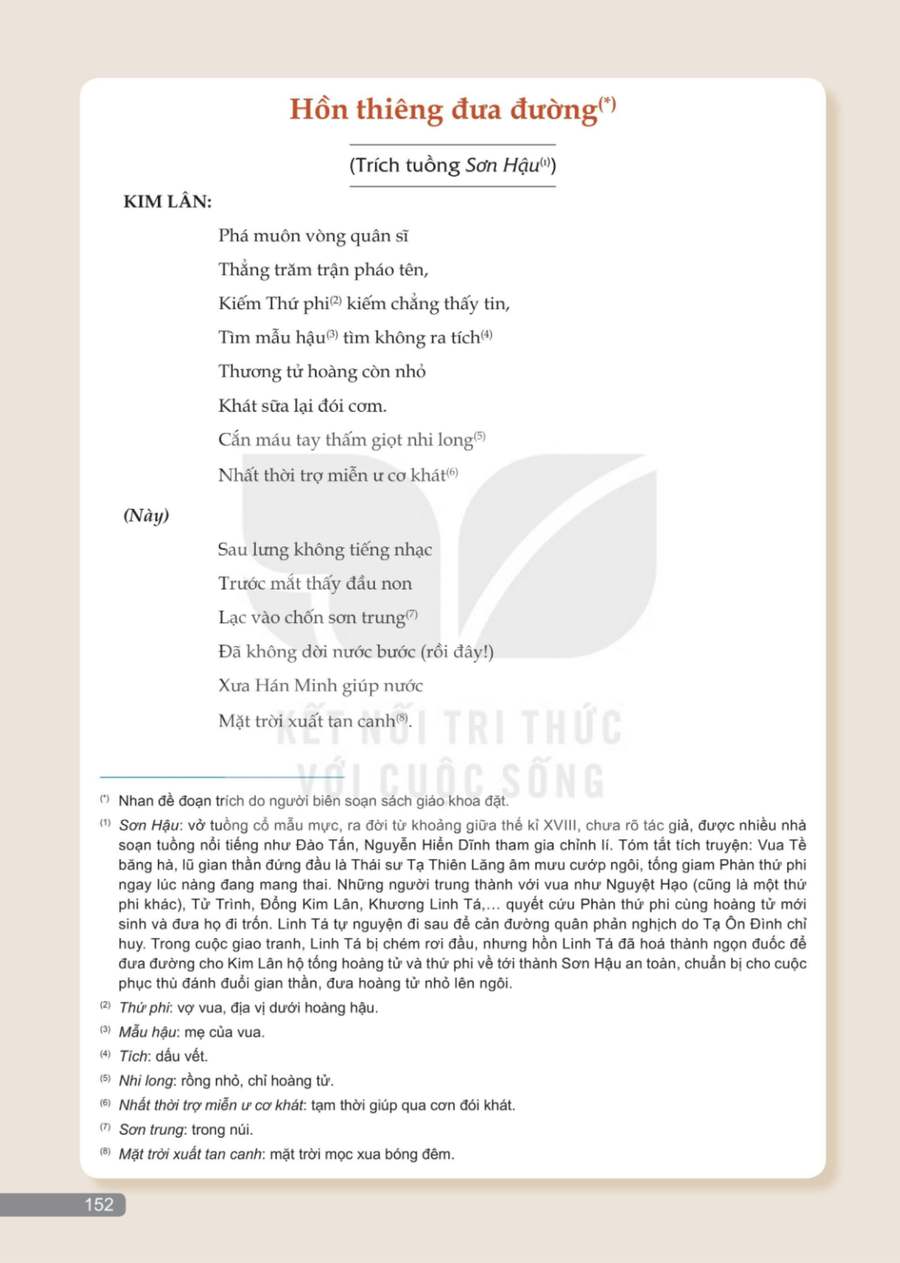 Hồn thiêng đưa đường(*)
(Trích tuồng Sơn Hậu(1))
KIM LÂN:
Phá muôn vòng quân sĩ
Thẳng trăm trận pháo tên,
Kiếm Thứ phi(2) kiếm chẳng thấy tin,
Tìm mẫu hậu(3) tìm không ra tích(4)
Thương tử hoàng còn nhỏ
Khát sữa lại đói cơm.
Cắn máu tay thấm giọt nhi long(5)
Nhất thời trợ miễn ư cơ khát(6)
(Này)
Sau lưng không tiếng nhạc
Trước mắt thấy đầu non
Lạc vào chốn sơn trung(7)
Đã không dời nước bước (rồi đây!)
Xưa Hán Minh giúp nước
Mặt trời xuất tan canh(8).
KẾT NỐI TRI THỨC
VỚI CUỘC SỐNG
(*) Nhan đề đoạn trích do người biên soạn sách giáo khoa đặt.
(1) Sơn Hậu: vở tuồng cổ mẫu mực, ra đời từ khoảng giữa thế kỉ XVIII, chưa rõ tác giả, được nhiều nhà
soạn tuồng nổi tiếng như Đào Tấn, Nguyễn Hiển Dĩnh tham gia chỉnh lí. Tóm tắt tích truyện: Vua Tề
băng hà, lũ gian thần đứng đầu là Thái sư Tạ Thiên Lăng âm mưu cướp ngôi, tống giam Phàn thứ phi
ngay lúc nàng đang mang thai. Những người trung thành với vua như Nguyệt Hạo (cũng là một thứ
phi khác), Tử Trình, Đổng Kim Lân, Khương Linh Tá,... quyết cứu Phàn thứ phi cùng hoàng tử mới
sinh và đưa họ đi trốn. Linh Tá tự nguyện đi sau để cản đường quân phản nghịch do Tạ Ôn Đình chỉ
huy. Trong cuộc giao tranh, Linh Tá bị chém rơi đầu, nhưng hồn Linh Tá đã hoá thành ngọn đuốc để
đưa đường cho Kim Lân hộ tống hoàng tử và thứ phi về tới thành Sơn Hậu an toàn, chuẩn bị cho cuộc
phục thù đánh đuổi gian thần, đưa hoàng tử nhỏ lên ngôi.
(2) Thứ phi: vợ vua, địa vị dưới hoàng hậu.
(3) Mẫu hậu: mẹ của vua.
(4) Tích: dấu vết.
(5) Nhi long: rồng nhỏ, chỉ hoàng tử.
(6) Nhất thời trợ miễn ư cơ khát: tạm thời giúp qua cơn đói khát.
(7) Sơn trung: trong núi.
(8) Mặt trời xuất tan canh: mặt trời mọc xua bóng đêm.
152